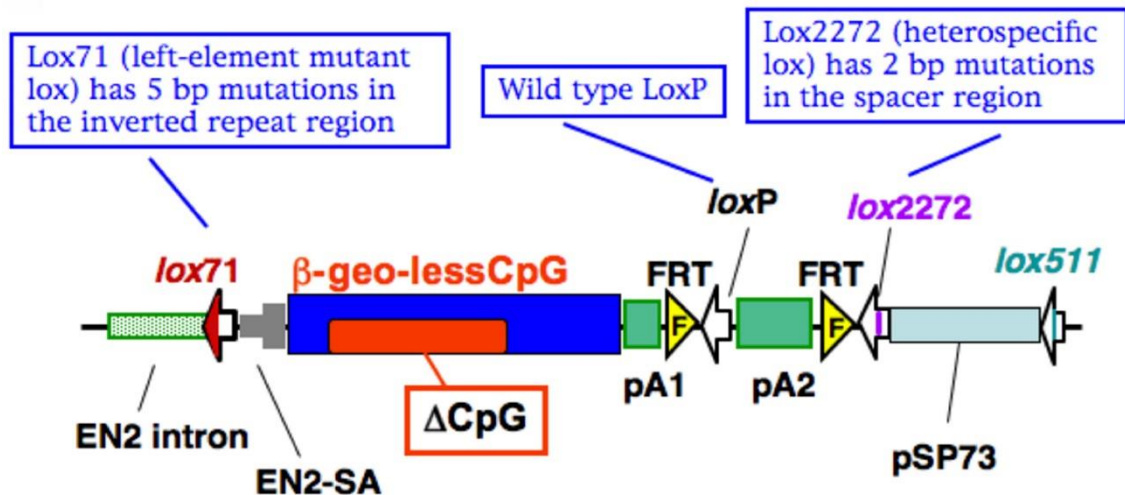 Lox71 (left-element mutant
lox) has 5 bp mutations in
the inverted repeat region
Wild type LoxP
Lox2272 (heterospecific
lox) has 2 bp mutations
in the spacer region
loxP
lox2272
lox71
β-geo-lessCpG
FRT
FRT
lox511
F
F
pA1
pA2
ΔCpG
EN2 intron
EN2-SA
pSP73